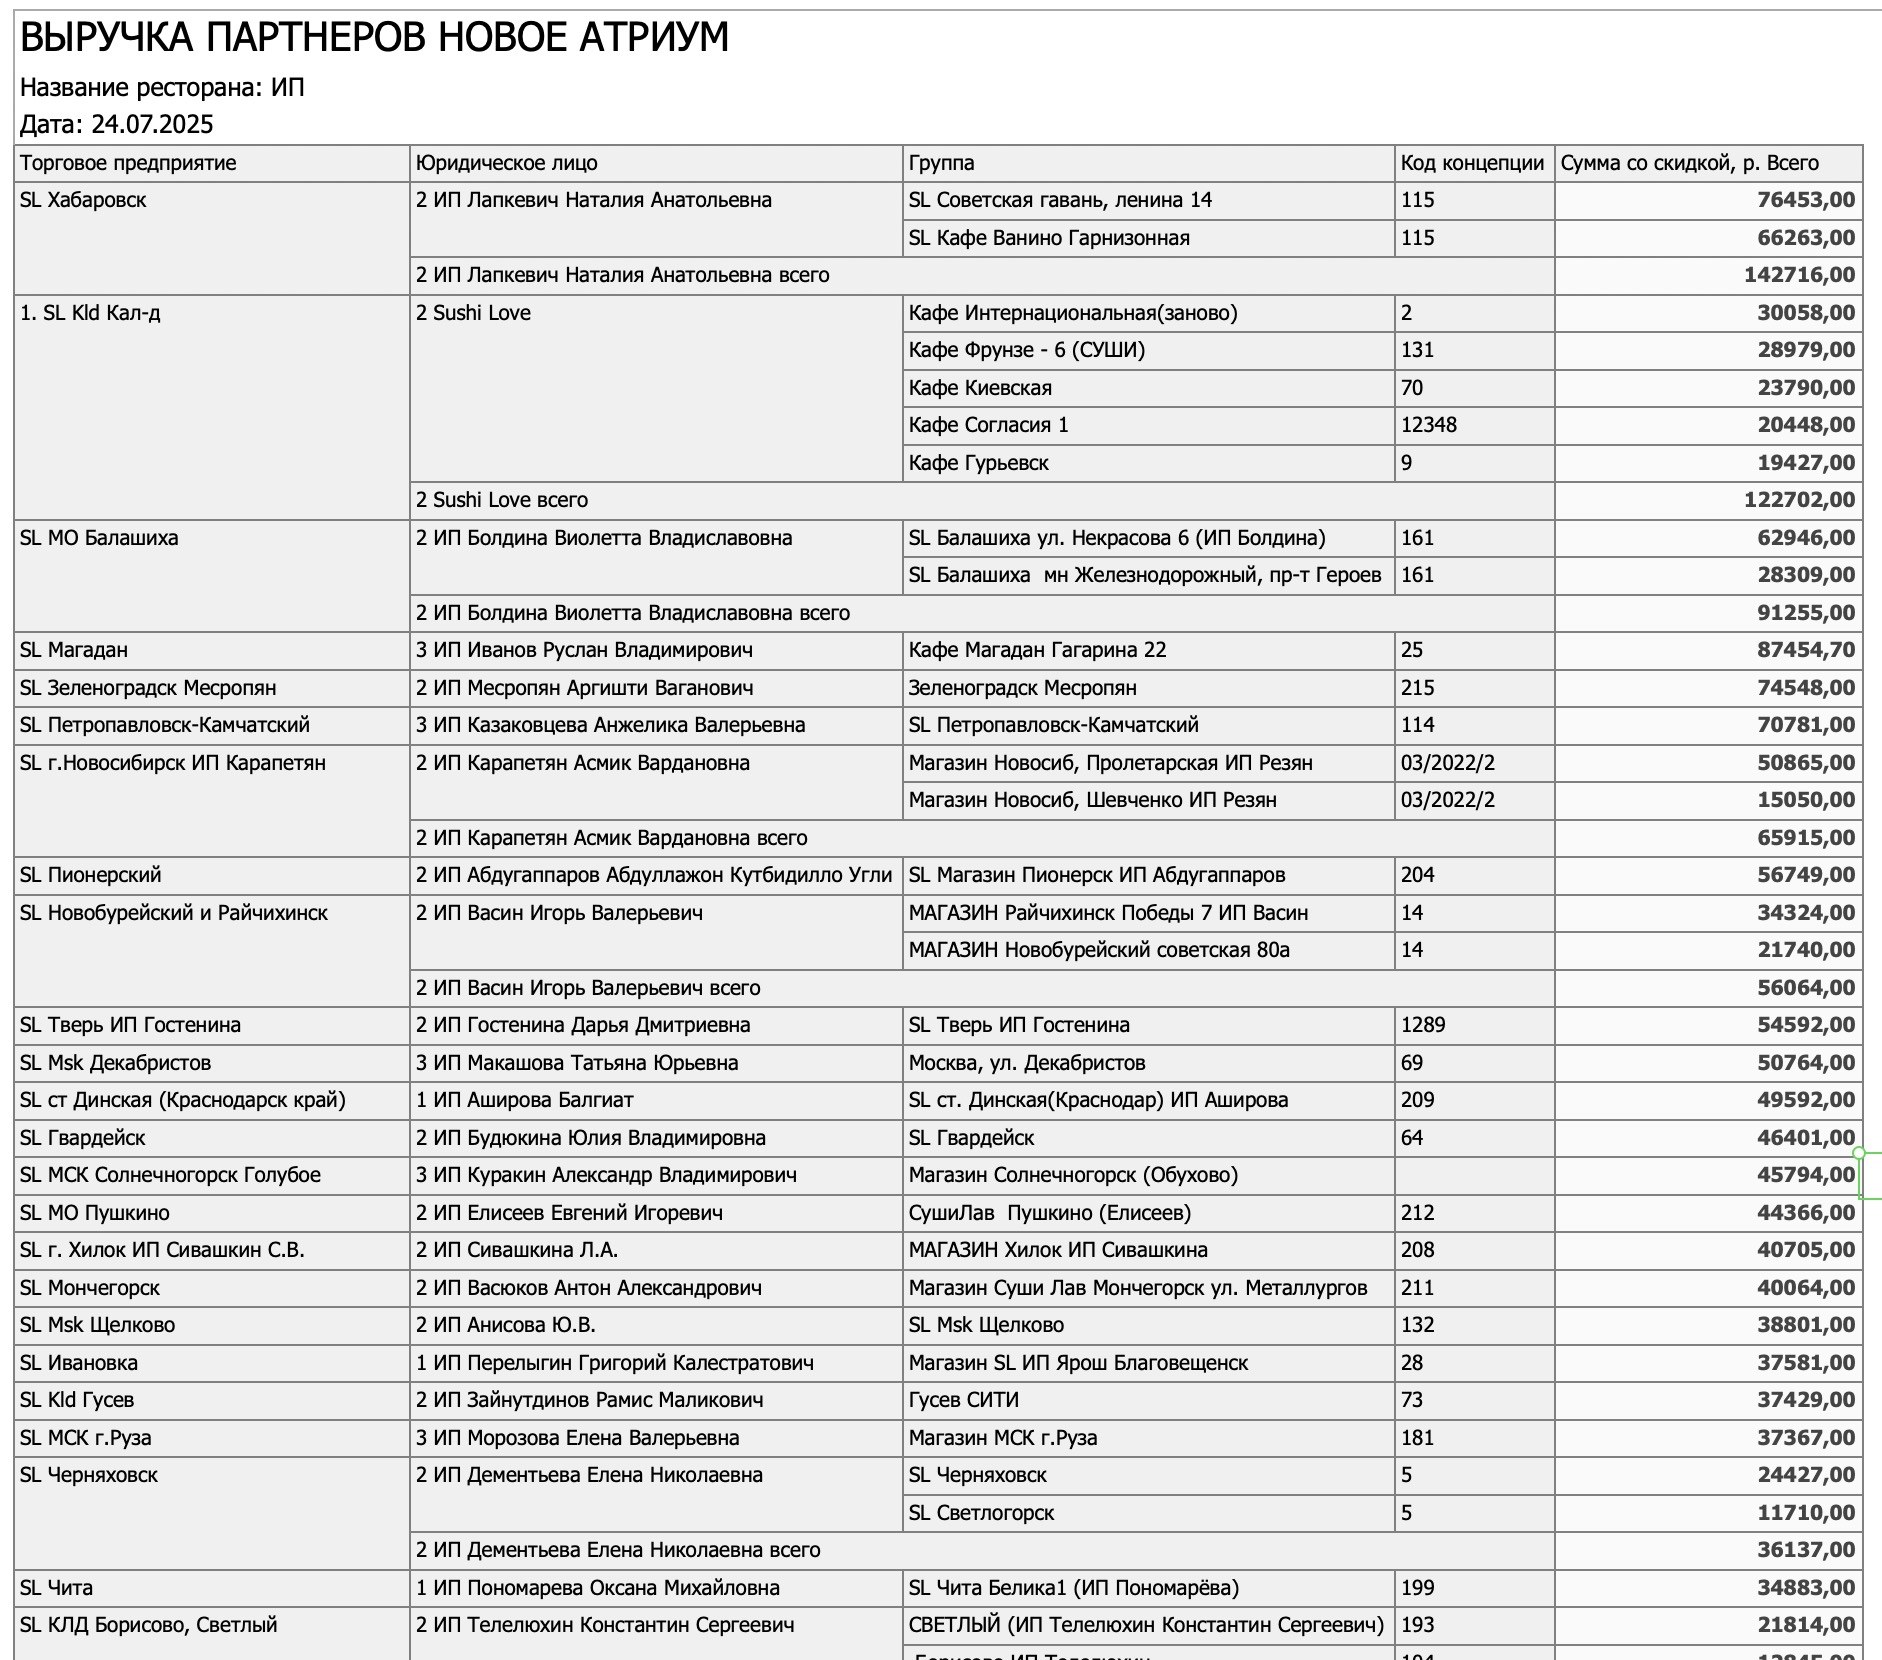 ВЫРУЧКА ПАРТНЕРОВ НОВОЕ АТРИУМ
Название ресторана: ИП
Дата: 24.07.2025
Торговое предприятие Юридическое лицо Группа Код концепции Сумма со скидкой, р. Всего
SL Хабаровск 2 ИП Лапкевич Наталия Анатольевна SL Советская гавань, ленина 14 115 76453,00
SL Кафе Ванино Гарнизонная 115 66263,00
2 ИП Лапкевич Наталия Анатольевна всего 142716,00
1. SL Kld Кал-д 2 Sushi Love Кафе Интернациональная(заново) 2 30058,00
Кафе Фрунзе - 6 (СУШИ) 131 28979,00
Кафе Киевская 70 23790,00
Кафе Согласия 1 12348 20448,00
Кафе Гурьевск 9 19427,00
2 Sushi Love всего 122702,00
SL МО Балашиха 2 ИП Болдина Виолетта Владиславовна SL Балашиха ул. Некрасова 6 (ИП Болдина) 161 62946,00
SL Балашиха  мн Железнодорожный, пр-т Героев 161 28309,00
2 ИП Болдина Виолетта Владиславовна всего 91255,00
SL Магадан 3 ИП Иванов Руслан Владимирович Кафе Магадан Гагарина 22 25 87454,70
SL Зеленоградск Месропян 2 ИП Месропян Аргишти Ваганович Зеленоградск Месропян 215 74548,00
SL Петропавловск-Камчатский 3 ИП Казаковцева Анжелика Валерьевна SL Петропавловск-Камчатский 114 70781,00
SL г.Новосибирск ИП Карапетян 2 ИП Карапетян Асмик Вардановна Магазин Новосиб, Пролетарская ИП Резян 03/2022/2 50865,00
Магазин Новосиб, Шевченко ИП Резян 03/2022/2 15050,00
2 ИП Карапетян Асмик Вардановна всего 65915,00
SL Пионерский 2 ИП Абдугаппаров Абдуллажон Кутбидилло Угли SL Магазин Пионерск ИП Абдугаппаров 204 56749,00
SL Новобурейский и Райчихинск 2 ИП Васин Игорь Валерьевич МАГАЗИН Райчихинск Победы 7 ИП Васин 14 34324,00
МАГАЗИН Новобурейский советская 80а 14 21740,00
2 ИП Васин Игорь Валерьевич всего 56064,00
SL Тверь ИП Гостенина 2 ИП Гостенина Дарья Дмитриевна SL Тверь ИП Гостенина 1289 54592,00
SL Msk Декабристов 3 ИП Макашова Татьяна Юрьевна Москва, ул. Декабристов 69 50764,00
SL ст Динская (Краснодарск край) 1 ИП Аширова Балгиат SL ст. Динская(Краснодар) ИП Аширова 209 49592,00
SL Гвардейск 2 ИП Будюкина Юлия Владимировна SL Гвардейск 64 46401,00
SL МСК Солнечногорск Голубое 3 ИП Куракин Александр Владимирович Магазин Солнечногорск (Обухово) 45794,00
SL МО Пушкино 2 ИП Елисеев Евгений Игоревич СушиЛав  Пушкино (Елисеев) 212 44366,00
SL г. Хилок ИП Сивашкин С.В. 2 ИП Сивашкина Л.А. МАГАЗИН Хилок ИП Сивашкина 208 40705,00
SL Мончегорск 2 ИП Васюков Антон Александрович Магазин Суши Лав Мончегорск ул. Металлургов 211 40064,00
SL Msk Щелково 2 ИП Анисова Ю.В. SL Msk Щелково 132 38801,00
SL Ивановка 1 ИП Перелыгин Григорий Калестратович Магазин SL ИП Ярош Благовещенск 28 37581,00
SL Kld Гусев 2 ИП Зайнутдинов Рамис Маликович Гусев СИТИ 73 37429,00
SL МСК г.Руза 3 ИП Морозова Елена Валерьевна Магазин МСК г.Руза 181 37367,00
SL Черняховск 2 ИП Дементьева Елена Николаевна SL Черняховск 5 24427,00
SL Светлогорск 5 11710,00
2 ИП Дементьева Елена Николаевна всего 36137,00
SL Чита 1 ИП Пономарева Оксана Михайловна SL Чита Белика1 (ИП Пономарёва) 199 34883,00
SL КЛД Борисово, Светлый 2 ИП Телелюхин Константин Сергеевич СВЕТЛЫЙ (ИП Телелюхин Константин Сергеевич) 193 21814,00